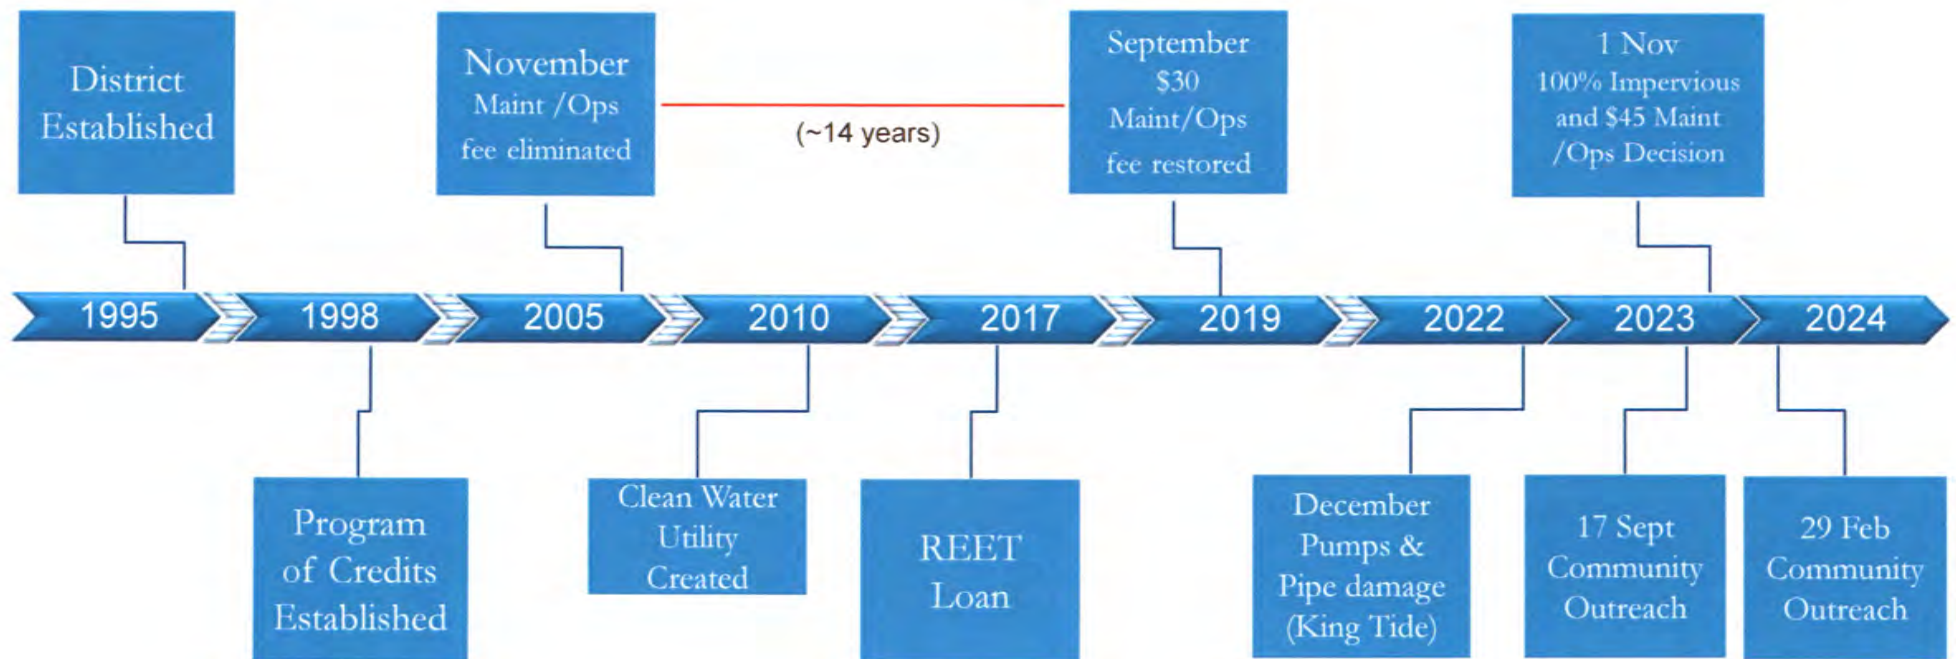 District
Established
November
Maint /Ops
fee eliminated
(~14 years)
September
$30
Maint/Ops
fee restored
1 Nov
100% Impervious
and $45 Maint
/Ops Decision
1995
1998
2005
2010
2017
2019
2022
2023
2024
Program
of Credits
Established
Clean Water
Utility
Created
REET
Loan
December
Pumps &
Pipe damage
(King Tide)
17 Sept
Community
Outreach
29 Feb
Community
Outreach